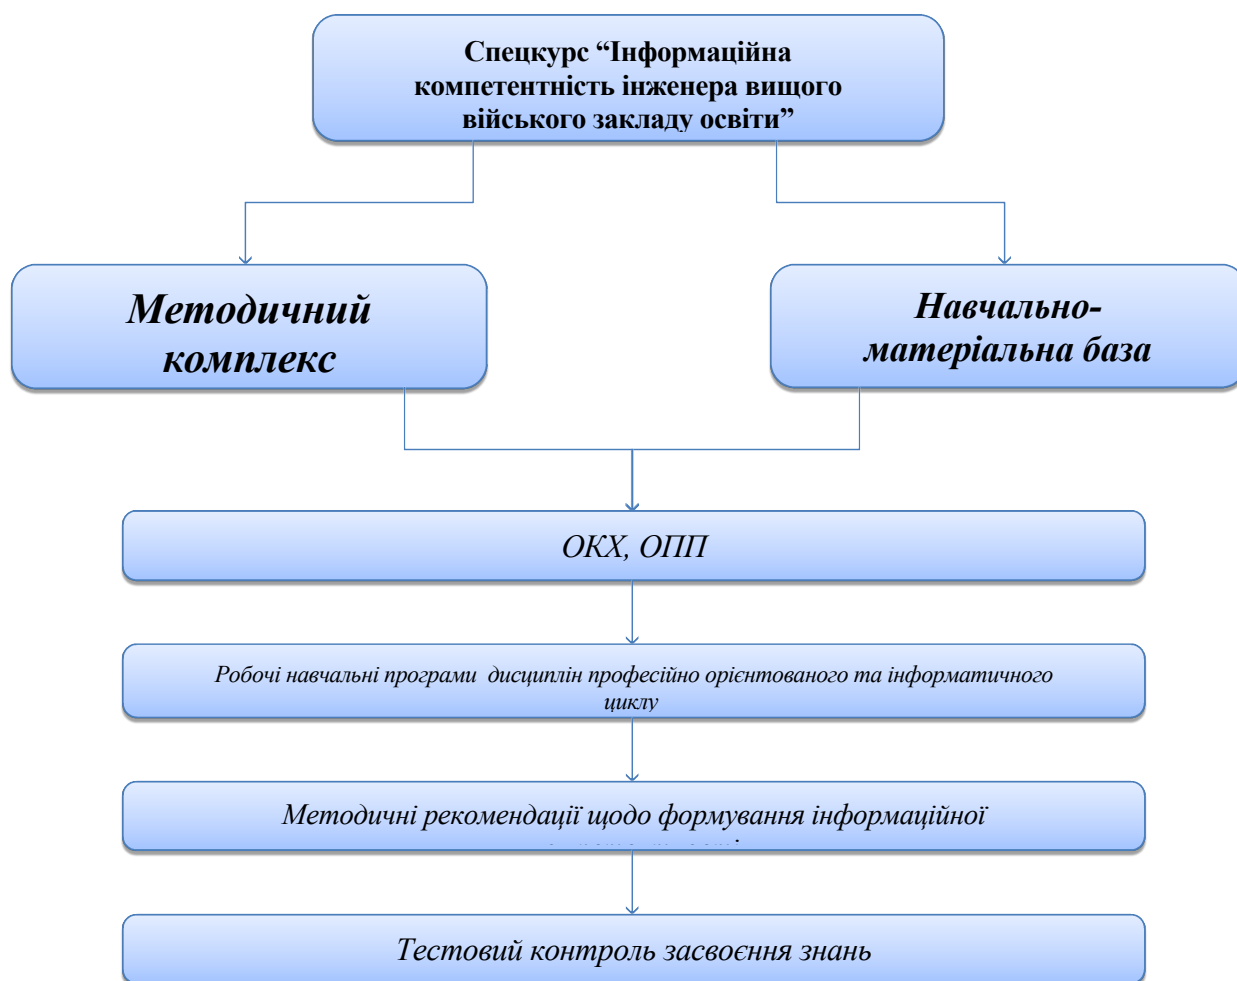 Спецкурс “Інформаційна
компетентність інженера вищого
війського закладу освіти”
Методичний
комплекс
Навчально-
матеріальна база
ОКХ, ОПП
Робочі навчальні програми дисциплін професійно орієнтованого та інформатичного
циклу
Методичні рекомендації щодо формування інформаційної
Тестовий контроль засвоєння знань